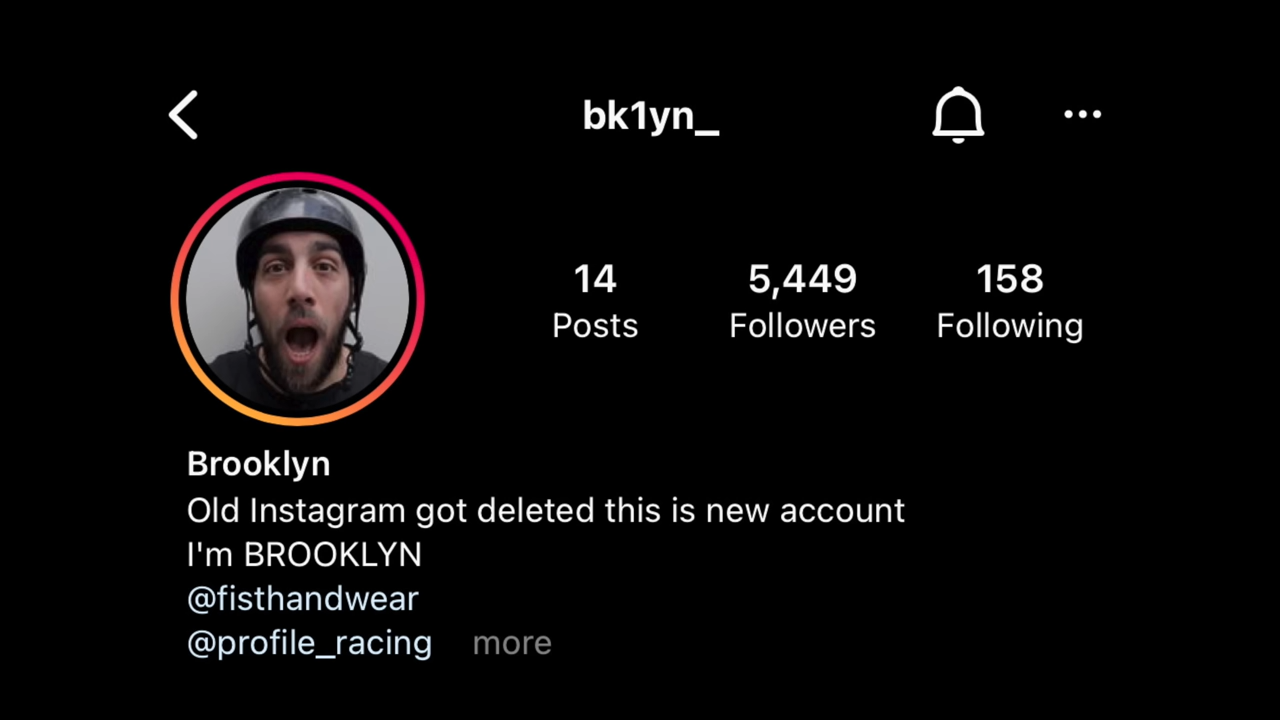 bk1yn_
14
5,449
158
Posts
Followers
Following
Brooklyn
Old Instagram got deleted this is new account
I'm BROOKLYN
@fisthandwear
@profile_racing more